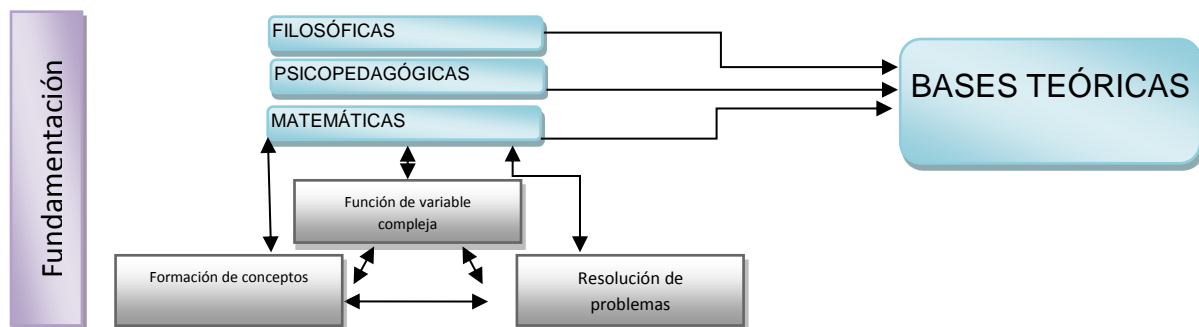 Fundamentación
FILOSÓFICAS
PSICOPEDAGÓGICAS
MATEMÁTICAS
BASES TEÓRICAS
Función de variable
compleja
Formación de conceptos
Resolución de
problemas